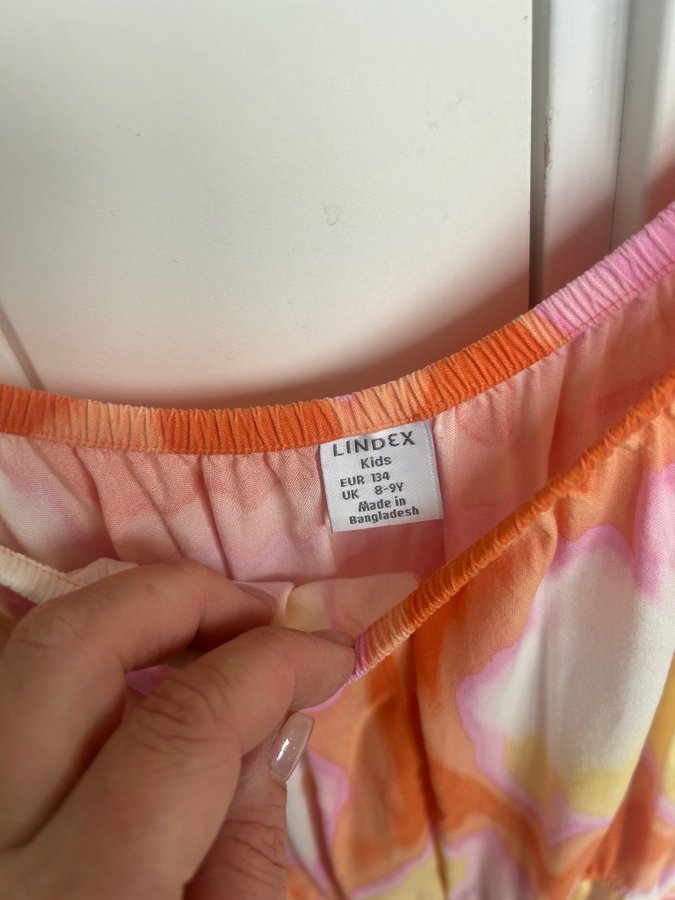 LINDEX
Kids
EUR 134
UK 8-9Y
Made in
Bangladesh